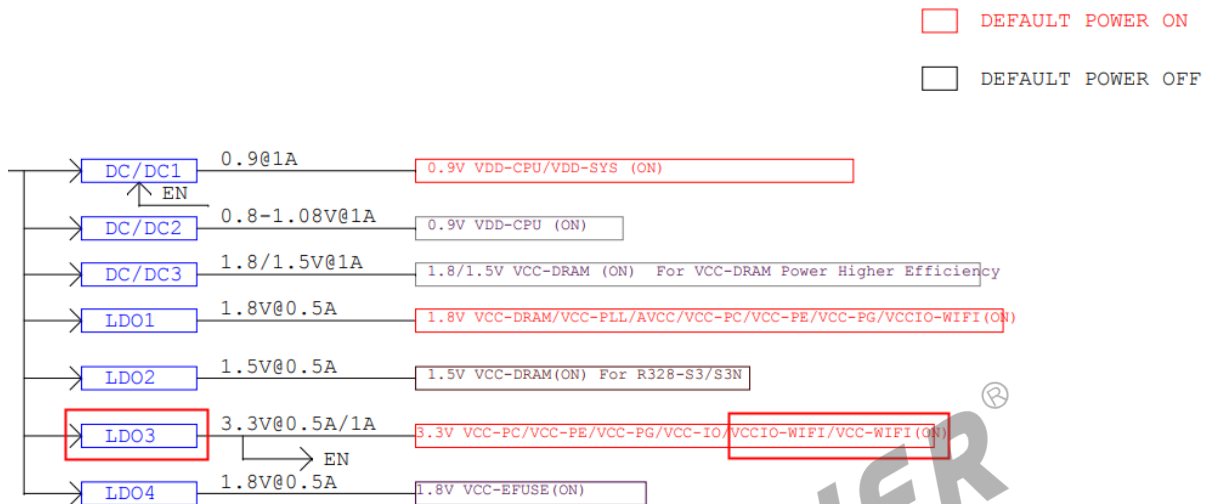 DEFAULT POWER ON
DEFAULT POWER OFF
DC/DC1 0.9@1A 0.9V VDD-CPU/VDD-SYS (ON)
EN
DC/DC2 0.8-1.08V@1A 0.9V VDD-CPU (ON)
DC/DC3 1.8/1.5V@1A 1.8/1.5V VCC-DRAM (ON) For VCC-DRAM Power Higher Efficiency
LDO1 1.8V@0.5A 1.8V VCC-DRAM/VCC-PLL/AVCC/VCC-PC/VCC-PE/VCC-PG/VCCIO-WIFI(ON)
LDO2 1.5V@0.5A 1.5V VCC-DRAM(ON) For R328-S3/S3N
LDO3 3.3V@0.5A/1A 3.3V VCC-PC/VCC-PE/VCC-PG/VCC-IO/VCCIO-WIFI/VCC-WIFI(ON)
EN
LDO4 1.8V@0.5A 1.8V VCC-EFUSE(ON)
ER®